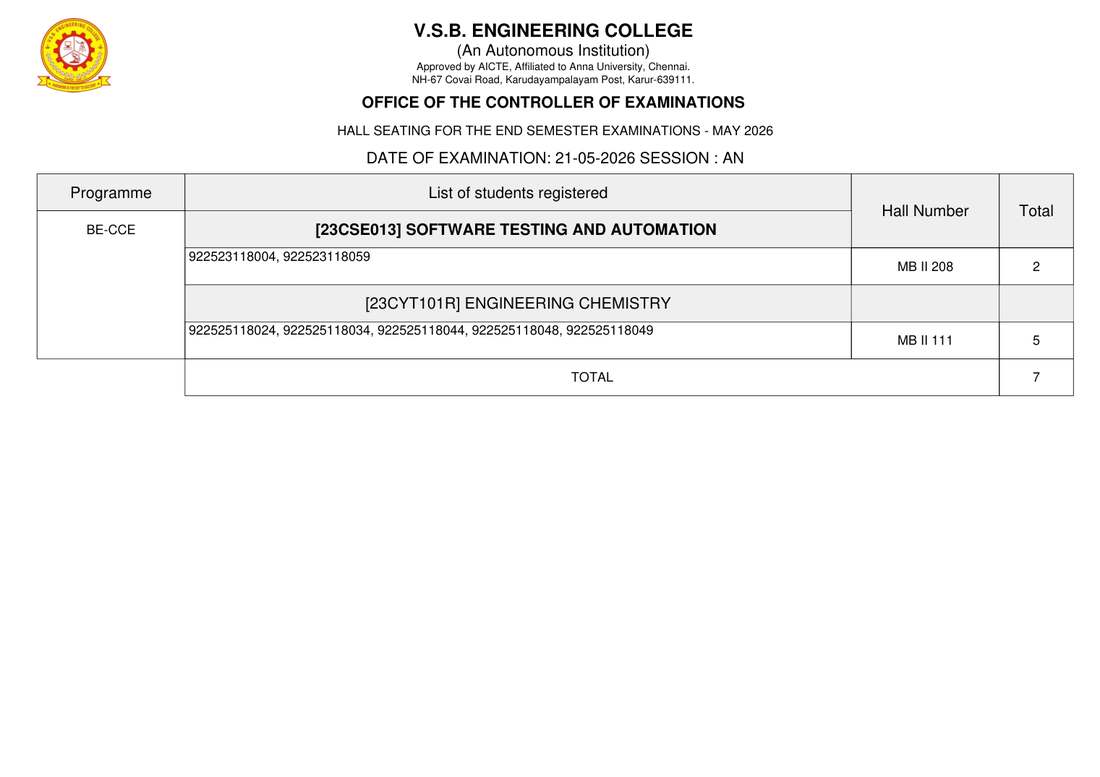 V.S.B. ENGINEERING COLLEGE
(An Autonomous Institution)
Approved by AICTE, Affiliated to Anna University, Chennai.
NH-67 Covai Road, Karudayampalayam Post, Karur-639111.
OFFICE OF THE CONTROLLER OF EXAMINATIONS
HALL SEATING FOR THE END SEMESTER EXAMINATIONS - MAY 2026
DATE OF EXAMINATION: 21-05-2026 SESSION : AN
Programme List of students registered Hall Number Total
BE-CCE [23CSE013] SOFTWARE TESTING AND AUTOMATION
922523118004, 922523118059 MB II 208 2
[23CYT101R] ENGINEERING CHEMISTRY
922525118024, 922525118034, 922525118044, 922525118048, 922525118049 MB II 111 5
TOTAL 7